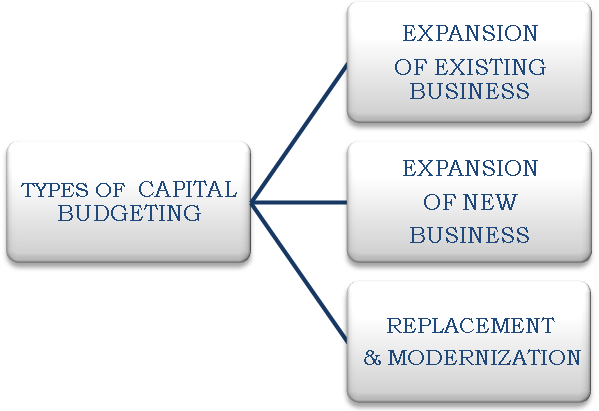 TYPES OF CAPITAL
BUDGETING
EXPANSION
OF EXISTING
BUSINESS
EXPANSION
OF NEW
BUSINESS
REPLACEMENT
& MODERNIZATION